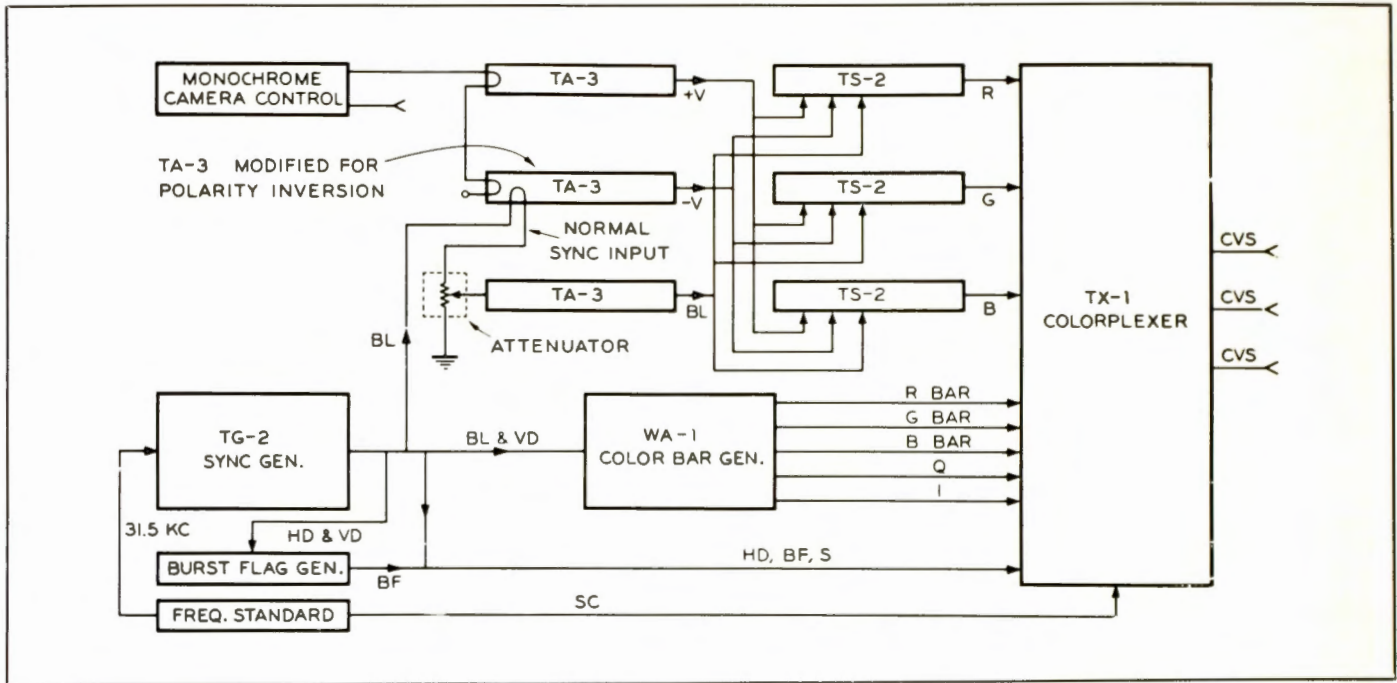 MONOCHROME
CAMERA CONTROL
TA-3
+V
TS-2
R
TA-3 MODIFIED FOR
POLARITY INVERSION
TA-3
-V
TS-2
G
NORMAL
SYNC INPUT
TA-3
BL
TS-2
B
ATTENUATOR
BL
TX-1
COLORPLEXER
CVS
CVS
CVS
TG-2
SYNC GEN.
BL & VD
WA-1
COLOR BAR GEN.
R BAR
G BAR
B BAR
Q
I
31.5 KC
HD & VD
BURST FLAG GEN.
BF
HD, BF, S
FREQ. STANDARD
SC